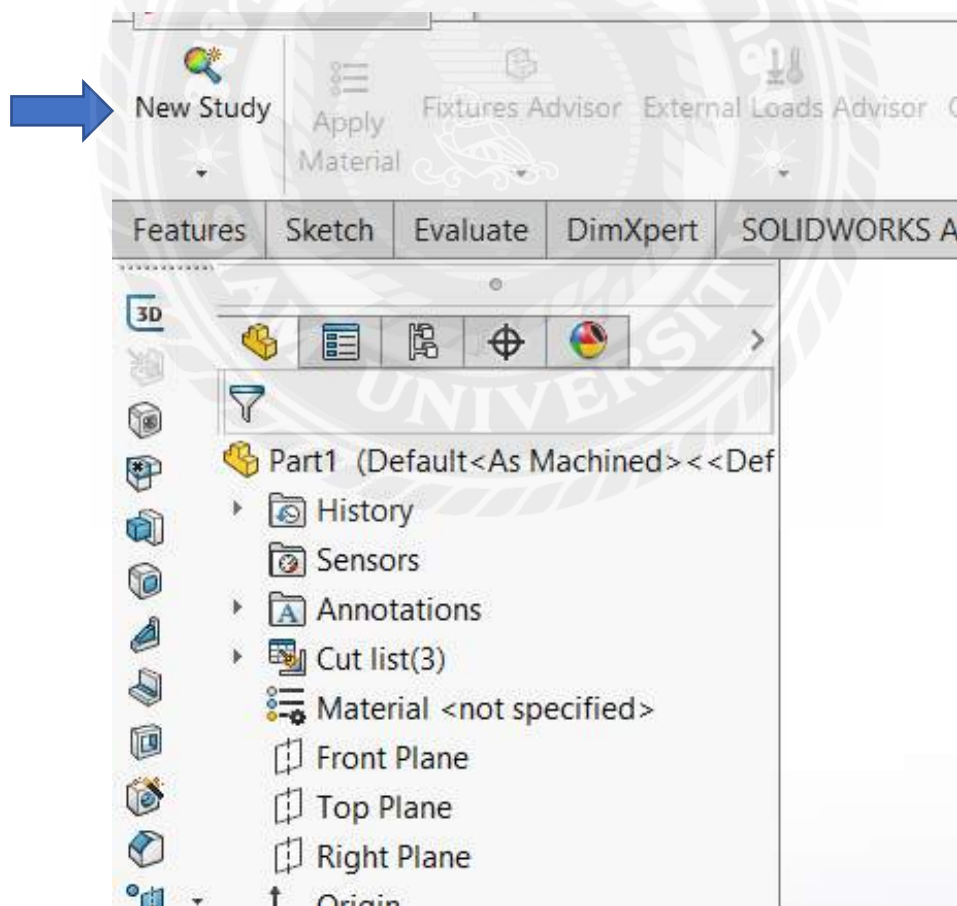 New Study
Apply
Material
Fixtures Advisor
External Loads Advisor
Features
Sketch
Evaluate
DimXpert
SOLIDWORKS A
3D
Part1 (Default<As Machined><<Def
History
Sensors
Annotations
Cut list(3)
Material <not specified>
Front Plane
Top Plane
Right Plane
Origin
UNIVERSIT